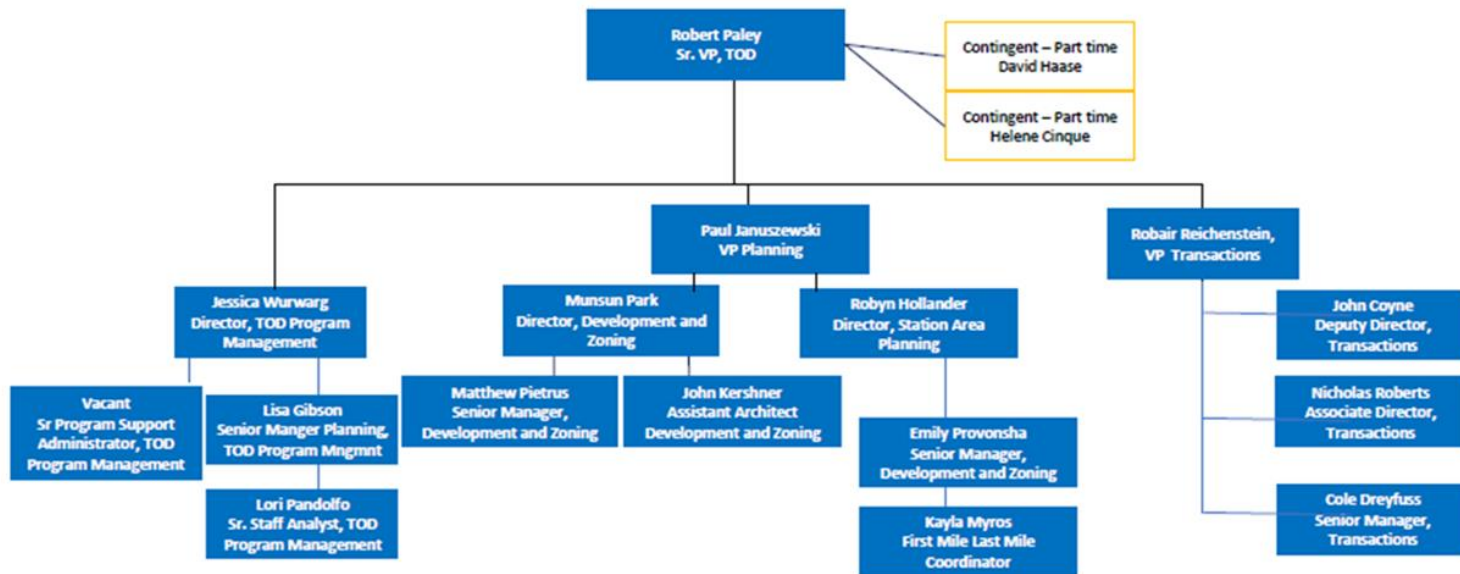 Robert Paley
Sr. VP, TOD
Contingent – Part time
David Haase
Contingent – Part time
Helene Cinque
Paul Januszewski
VP Planning
Robair Reichenstein,
VP Transactions
Jessica Wurwarg
Director, TOD Program
Management
Munsun Park
Director, Development and
Zoning
Robyn Hollander
Director, Station Area
Planning
John Coyne
Deputy Director,
Transactions
Vacant
Sr Program Support
Administrator, TOD
Program Management
Lisa Gibson
Senior Manger Planning,
TOD Program Mngmnt
Matthew Pietrus
Senior Manager,
Development and Zoning
John Kershner
Assistant Architect
Development and Zoning
Nicholas Roberts
Associate Director,
Transactions
Emily Provonsha
Senior Manager,
Development and Zoning
Lori Pandolfo
Sr. Staff Analyst, TOD
Program Management
Kayla Myros
First Mile Last Mile
Coordinator
Cole Dreyfuss
Senior Manager,
Transactions